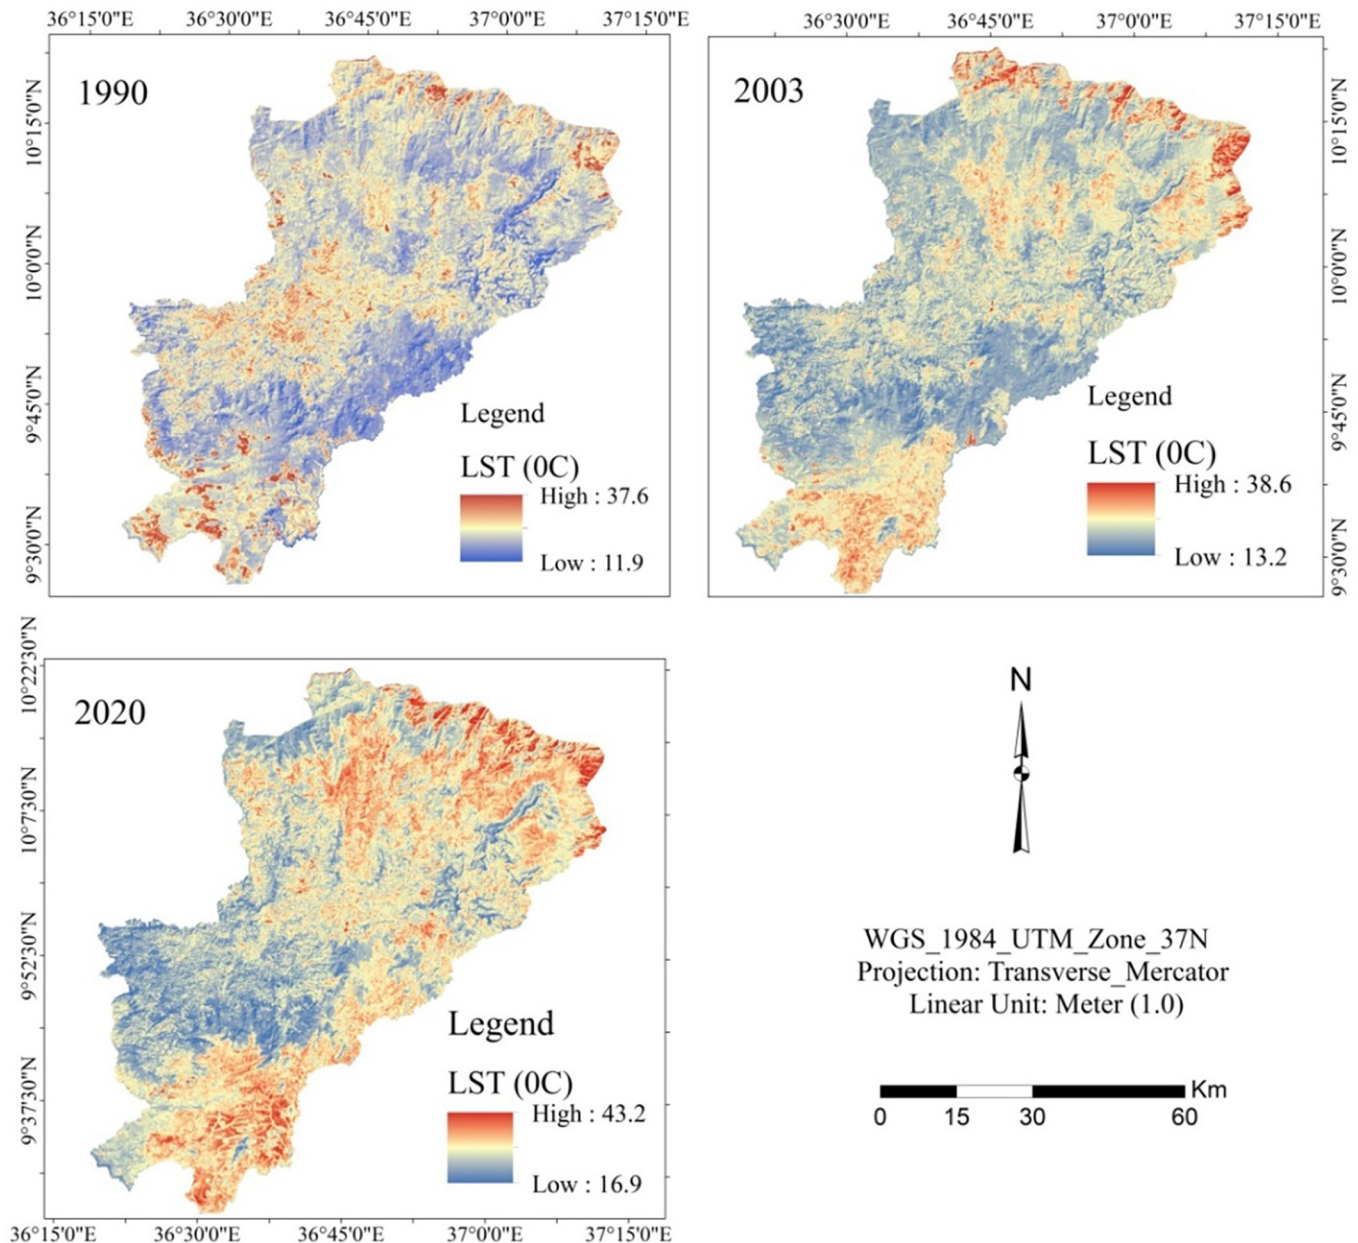 36°15'0"E 36°30'0"E 36°45'0"E 37°0'0"E 37°15'0"E
1990
10°15'0"N
10°0'0"N
9°45'0"N
9°30'0"N
Legend
LST (0C)
High : 37.6
Low : 11.9
36°30'0"E 36°45'0"E 37°0'0"E 37°15'0"E
2003
10°15'0"N
10°0'0"N
9°45'0"N
9°30'0"N
Legend
LST (0C)
High : 38.6
Low : 13.2
10°22'30"N
10°7'30"N
9°52'30"N
9°37'30"N
2020
Legend
LST (0C)
High : 43.2
Low : 16.9
36°15'0"E 36°30'0"E 36°45'0"E 37°0'0"E 37°15'0"E
N
WGS_1984_UTM_Zone_37N
Projection: Transverse_Mercator
Linear Unit: Meter (1.0)
Km
0 15 30 60